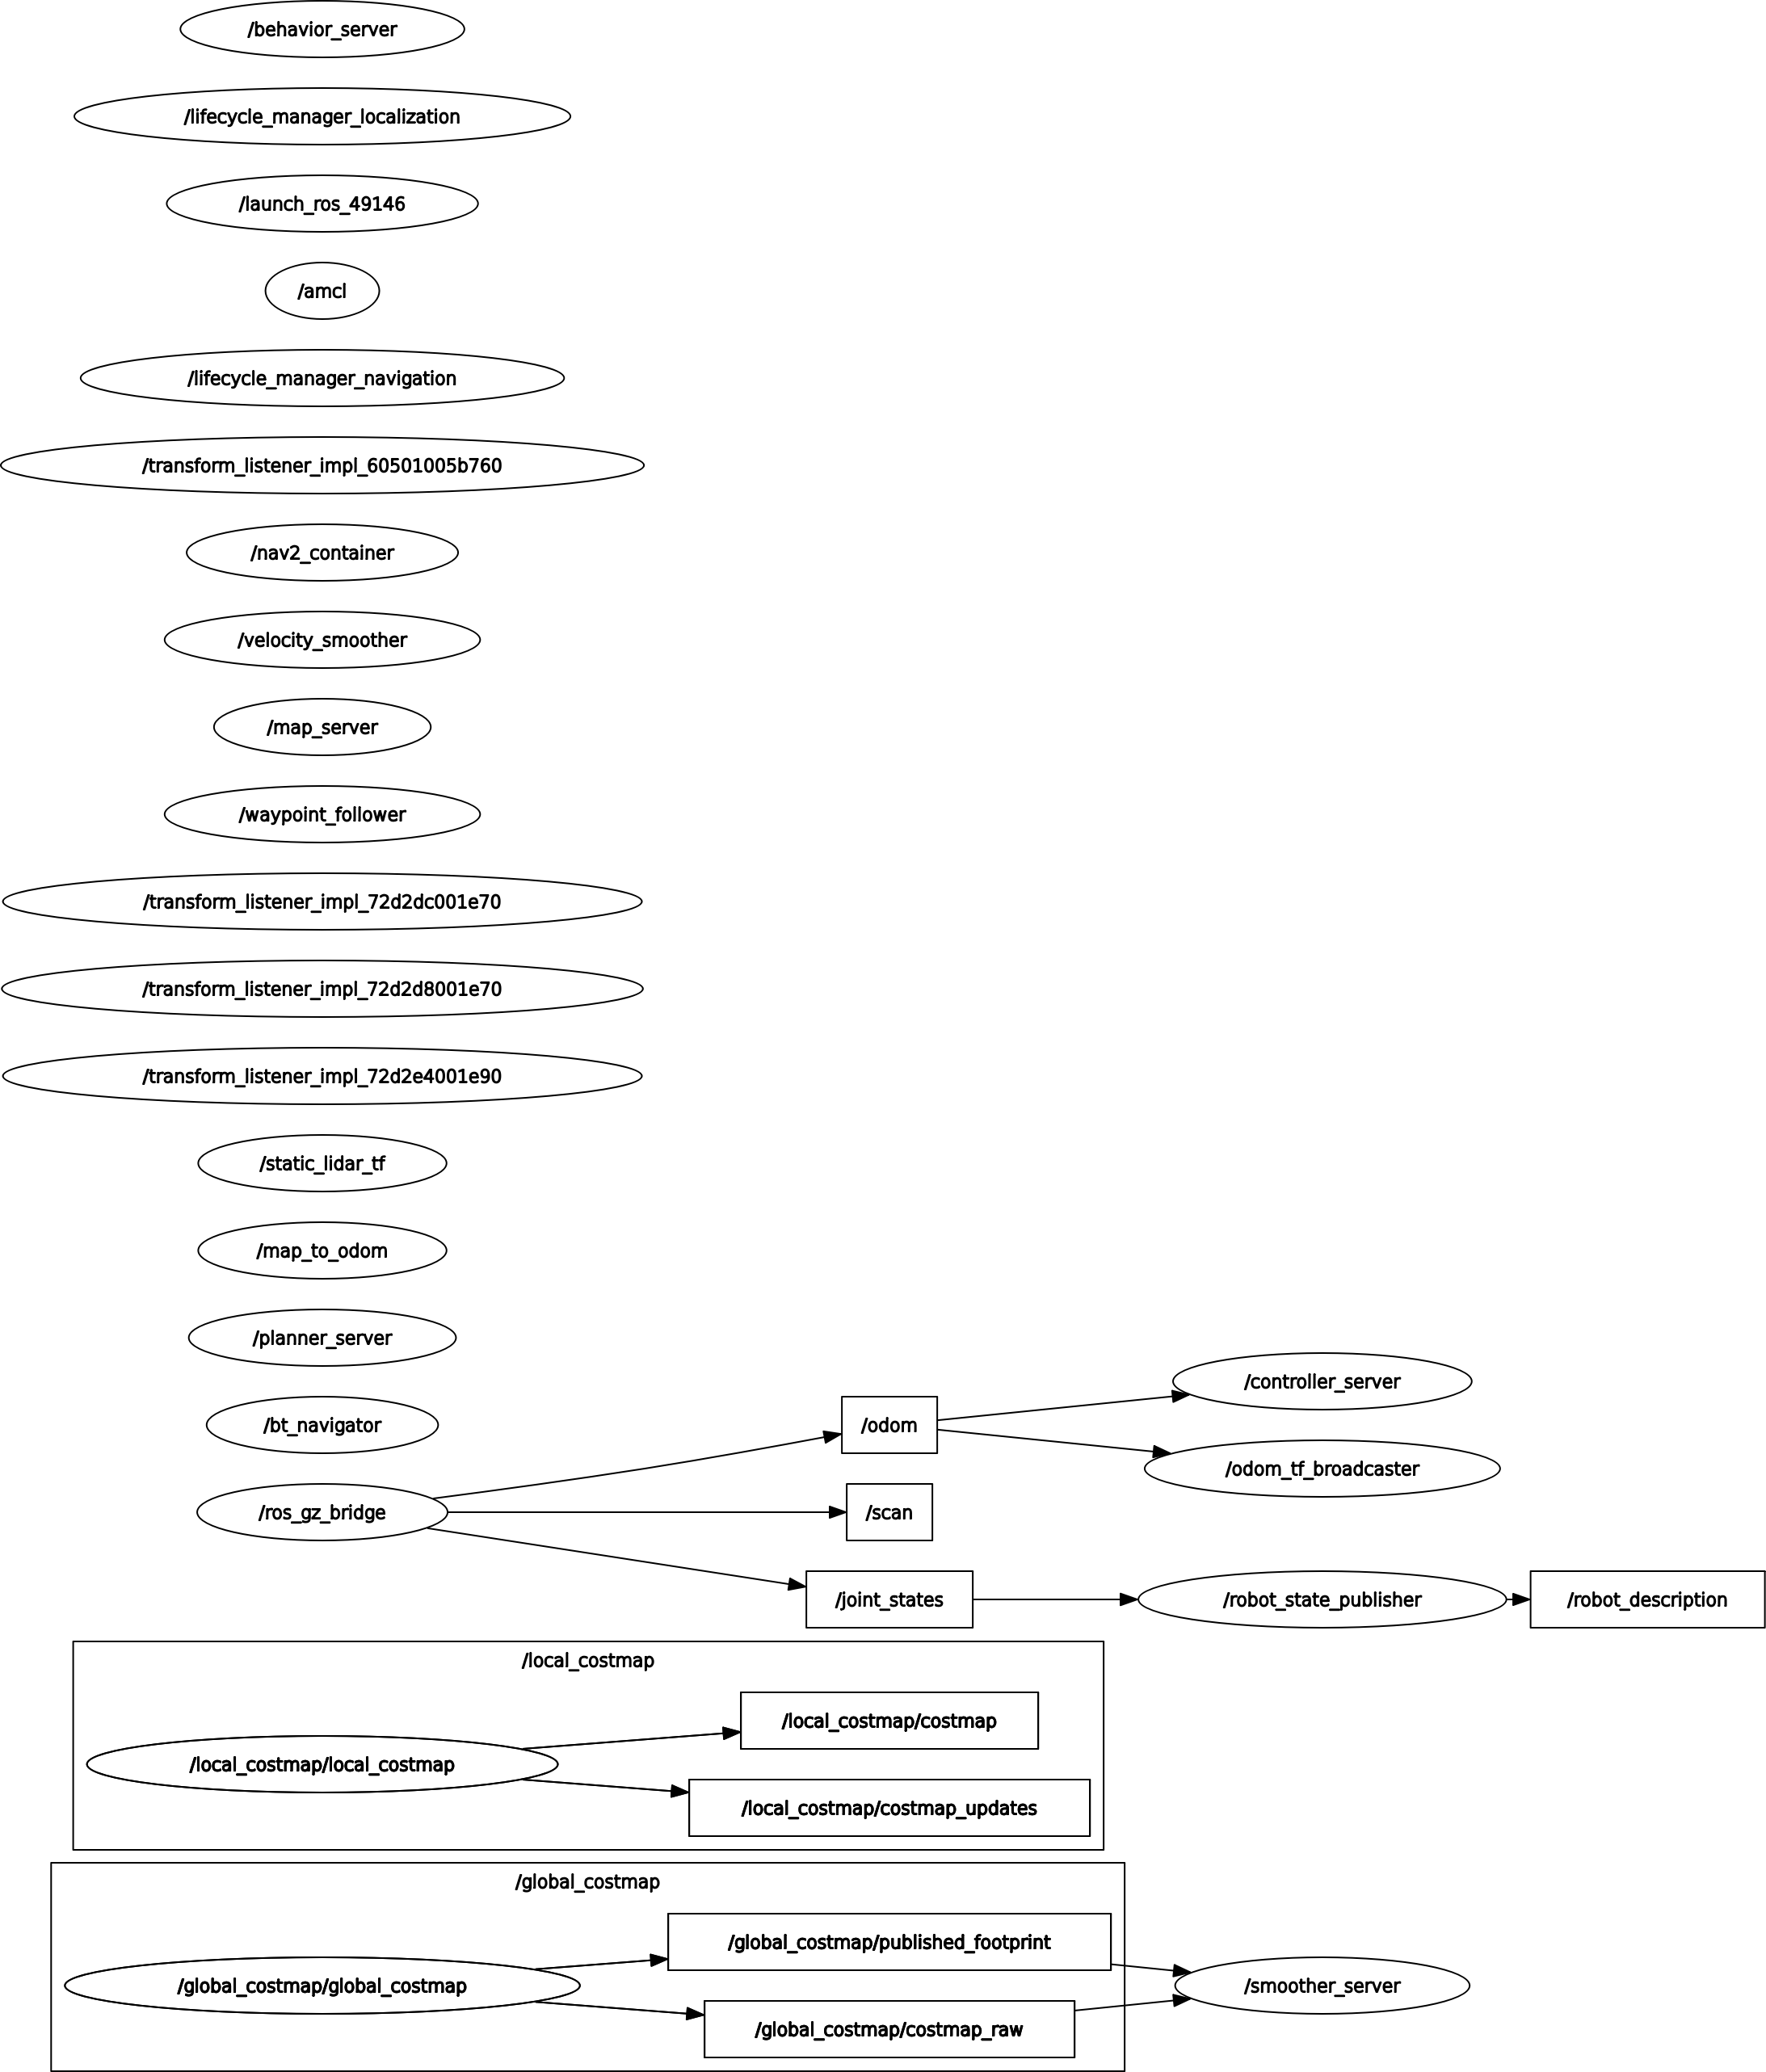 /behavior_server
/lifecycle_manager_localization
/launch_ros_49146
/amcl
/lifecycle_manager_navigation
/transform_listener_impl_60501005b760
/nav2_container
/velocity_smoother
/map_server
/waypoint_follower
/transform_listener_impl_72d2dc001e70
/transform_listener_impl_72d2d8001e70
/transform_listener_impl_72d2e4001e90
/static_lidar_tf
/map_to_odom
/planner_server
/controller_server
/bt_navigator
/odom
/odom_tf_broadcaster
/ros_gz_bridge
/scan
/joint_states
/robot_state_publisher
/robot_description
/local_costmap
/local_costmap/costmap
/local_costmap/local_costmap
/local_costmap/costmap_updates
/global_costmap
/global_costmap/published_footprint
/global_costmap/global_costmap
/smoother_server
/global_costmap/costmap_raw